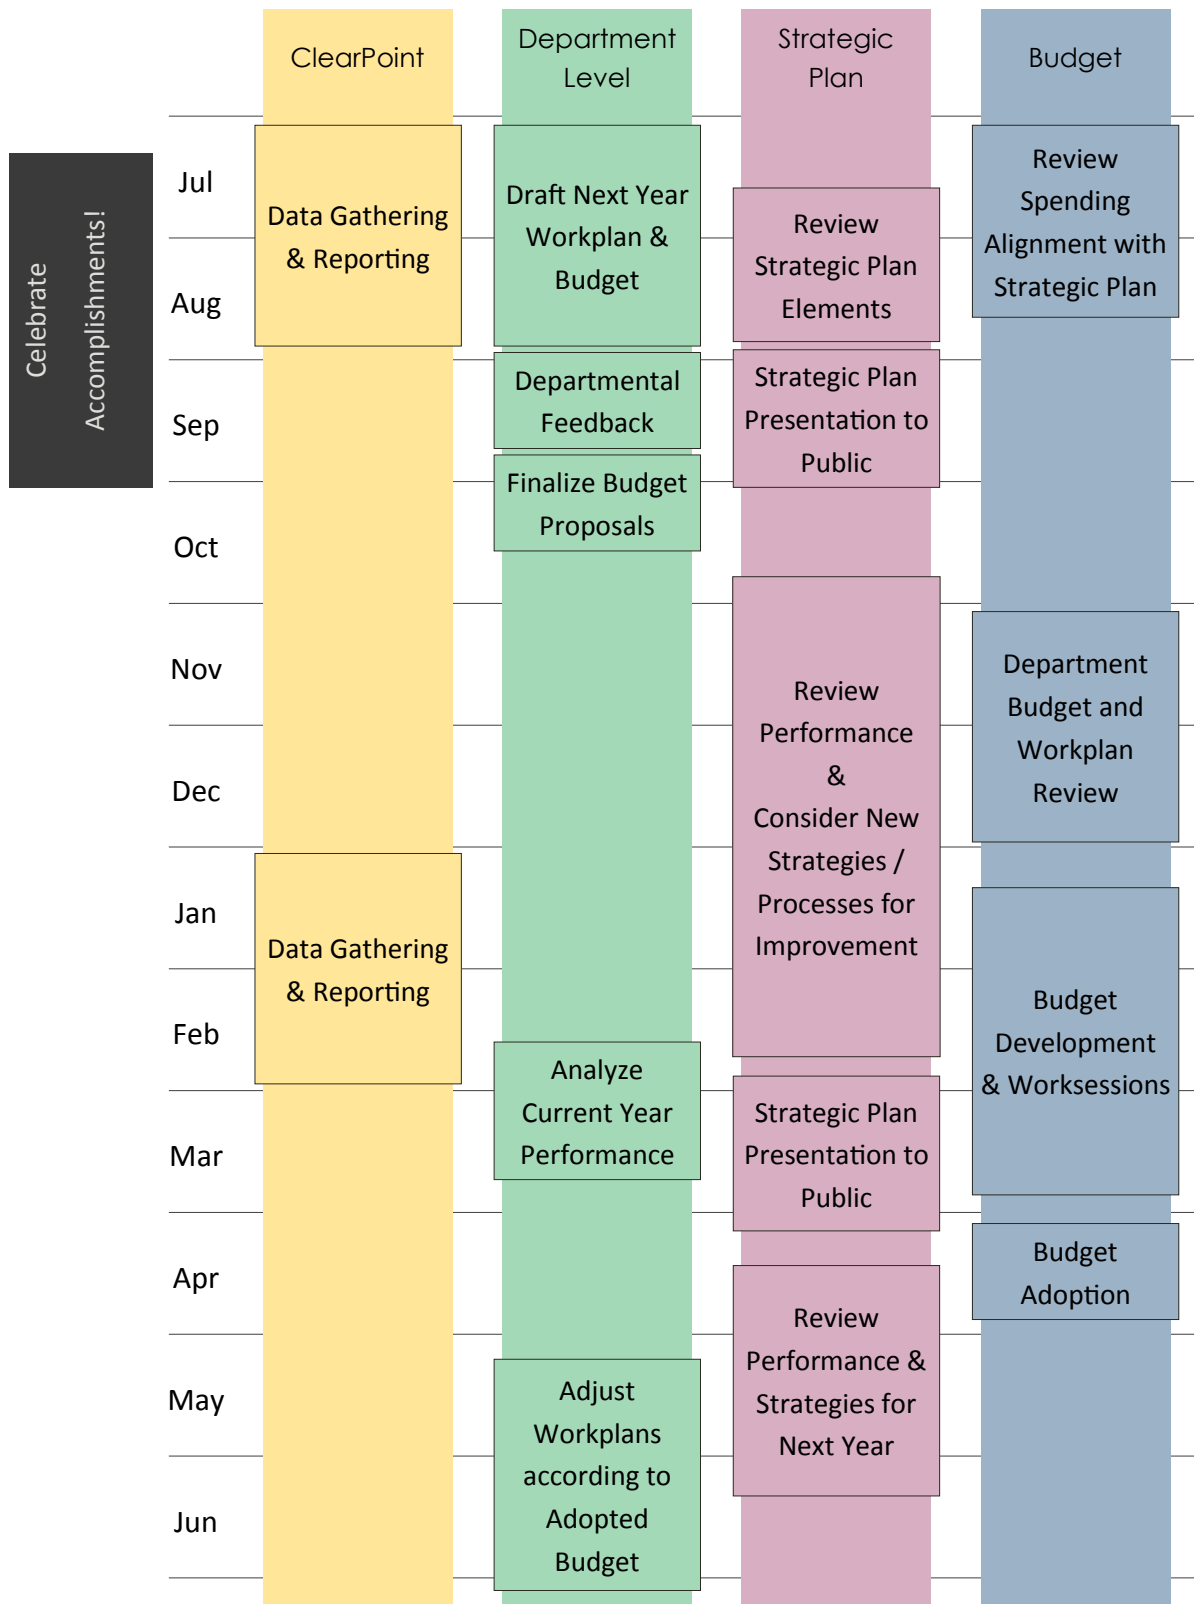 ClearPoint
Department
Level
Strategic
Plan
Budget
Celebrate
Accomplishments!
Jul
Aug
Sep
Oct
Nov
Dec
Jan
Feb
Mar
Apr
May
Jun
Data Gathering
& Reporting
Data Gathering
& Reporting
Draft Next Year
Workplan &
Budget
Departmental
Feedback
Finalize Budget
Proposals
Analyze
Current Year
Performance
Adjust
Workplans
according to
Adopted
Budget
Review
Strategic Plan
Elements
Strategic Plan
Presentation to
Public
Review
Performance
&
Consider New
Strategies /
Processes for
Improvement
Strategic Plan
Presentation to
Public
Review
Performance &
Strategies for
Next Year
Review
Spending
Alignment with
Strategic Plan
Department
Budget and
Workplan
Review
Budget
Development
& Worksessions
Budget
Adoption